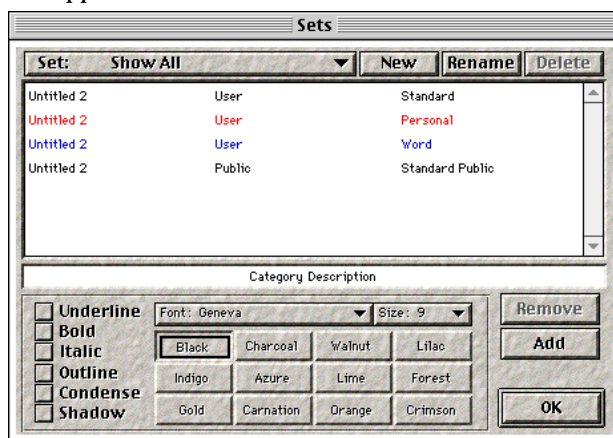 Sets
Set: Show All New Rename Delete
Untitled 2 User Standard
Untitled 2 User Personal
Untitled 2 User Word
Untitled 2 Public Standard Public
Category Description
Underline Font: Geneva Size: 9 Remove
Bold
Italic Black Charcoal Walnut Lilac Add
Outline Indigo Azure Lime Forest
Condense
Shadow Gold Carnation Orange Crimson OK